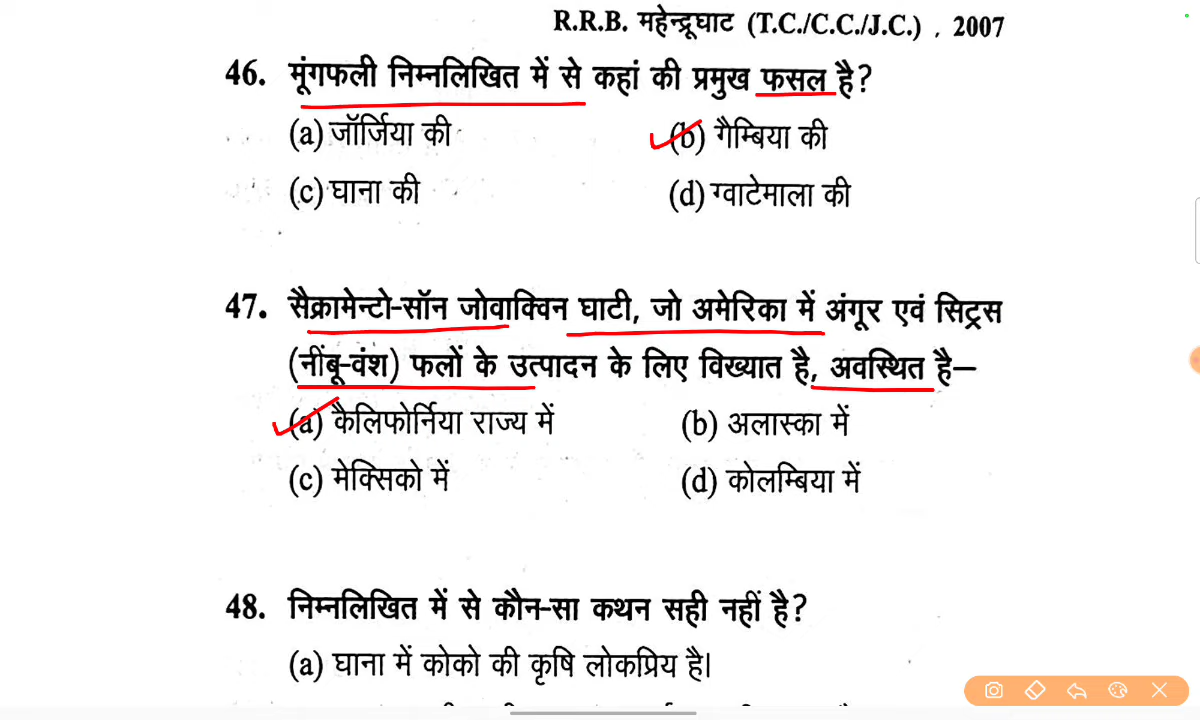 R.R.B. महेन्द्रूघाट (T.C./C.C./J.C.) , 2007
46. मूंगफली निम्नलिखित में से कहां की प्रमुख फसल है?
(a) जॉर्जिया की (b) गैम्बिया की
(c) घाना की (d) ग्वाटेमाला की
47. सैक्रामेन्टो-सॉन जोवाक्विन घाटी, जो अमेरिका में अंगूर एवं सिट्रस
(नींबू-वंश) फलों के उत्पादन के लिए विख्यात है, अवस्थित है—
(a) कैलिफोर्निया राज्य में (b) अलास्का में
(c) मेक्सिको में (d) कोलम्बिया में
48. निम्नलिखित में से कौन-सा कथन सही नहीं है?
(a) घाना में कोको की कृषि लोकप्रिय है।